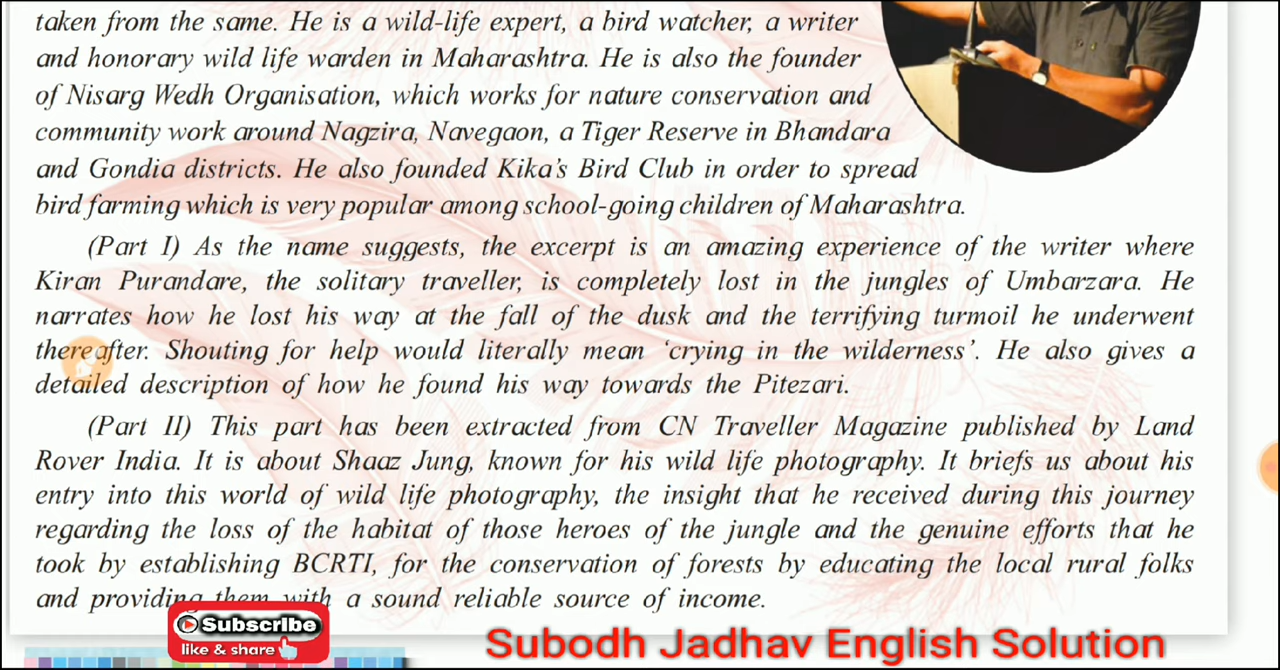 taken from the same. He is a wild-life expert, a bird watcher, a writer
and honorary wild life warden in Maharashtra. He is also the founder
of Nisarg Wedh Organisation, which works for nature conservation and
community work around Nagzira, Navegaon, a Tiger Reserve in Bhandara
and Gondia districts. He also founded Kika's Bird Club in order to spread
bird farming which is very popular among school-going children of Maharashtra.
(Part I) As the name suggests, the excerpt is an amazing experience of the writer where
Kiran Purandare, the solitary traveller, is completely lost in the jungles of Umbarzara. He
narrates how he lost his way at the fall of the dusk and the terrifying turmoil he underwent
thereafter. Shouting for help would literally mean ‘crying in the wilderness’. He also gives a
detailed description of how he found his way towards the Pitezari.
(Part II) This part has been extracted from CN Traveller Magazine published by Land
Rover India. It is about Shaaz Jung, known for his wild life photography. It briefs us about his
entry into this world of wild life photography, the insight that he received during this journey
regarding the loss of the habitat of those heroes of the jungle and the genuine efforts that he
took by establishing BCRTI, for the conservation of forests by educating the local rural folks
and providing them with a sound reliable source of income.
Subscribe
like & share
Subodh Jadhav English Solution